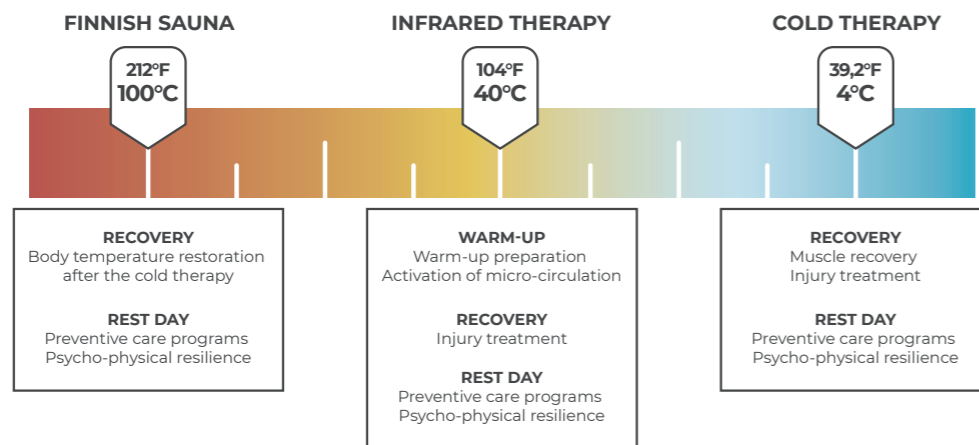 FINNISH SAUNA
212°F
100°C
RECOVERY
Body temperature restoration
after the cold therapy
REST DAY
Preventive care programs
Psycho-physical resilience
INFRARED THERAPY
104°F
40°C
WARM-UP
Warm-up preparation
Activation of micro-circulation
RECOVERY
Injury treatment
REST DAY
Preventive care programs
Psycho-physical resilience
COLD THERAPY
39,2°F
4°C
RECOVERY
Muscle recovery
Injury treatment
REST DAY
Preventive care programs
Psycho-physical resilience